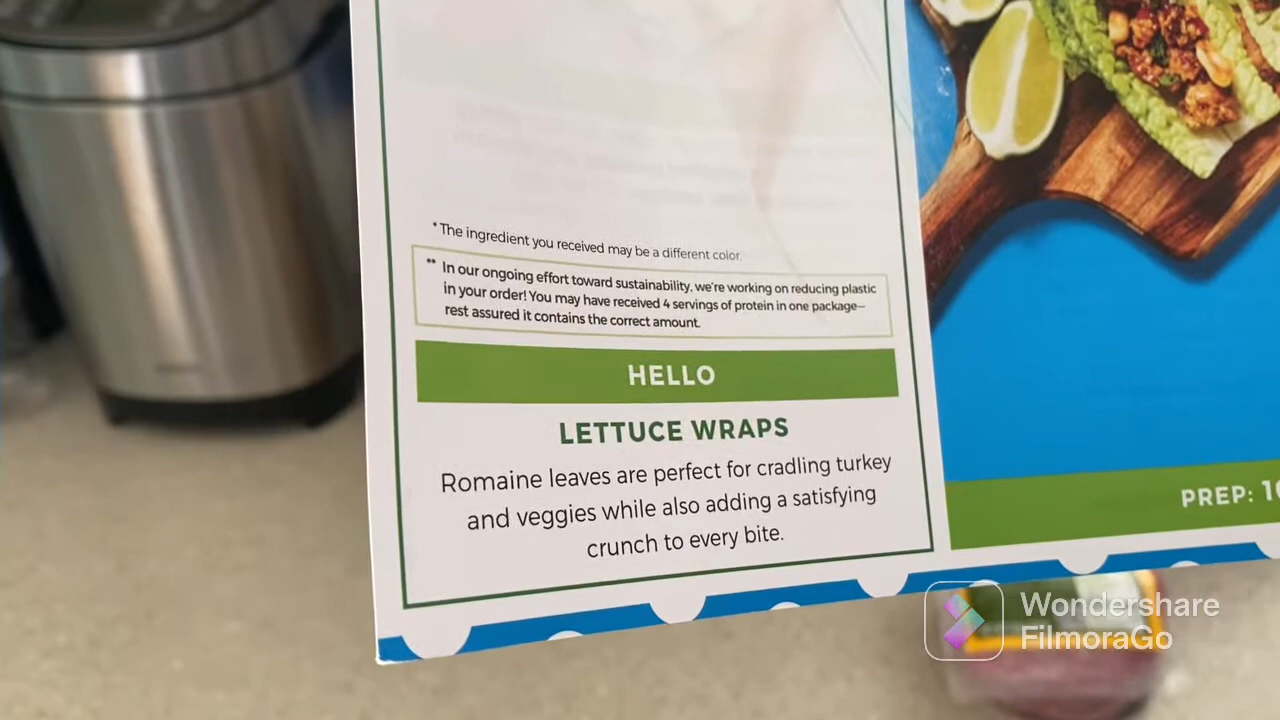 * The ingredient you received may be a different color.
** In our ongoing effort toward sustainability, we're working on reducing plastic
in your order! You may have received 4 servings of protein in one package—
rest assured it contains the correct amount.
HELLO
LETTUCE WRAPS
Romaine leaves are perfect for cradling turkey
and veggies while also adding a satisfying
crunch to every bite.
PREP: 10
Wondershare
FilmoraGo